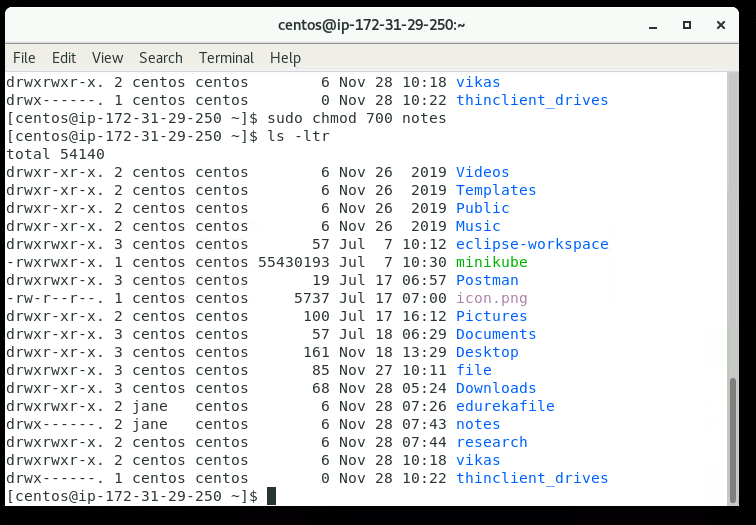 centos@ip-172-31-29-250:~
File Edit View Search Terminal Help
drwxrwxr-x. 2 centos centos        6 Nov 28 10:18 vikas
drwx------. 1 centos centos        0 Nov 28 10:22 thinclient_drives
[centos@ip-172-31-29-250 ~]$ sudo chmod 700 notes
[centos@ip-172-31-29-250 ~]$ ls -ltr
total 54140
drwxr-xr-x. 2 centos centos        6 Nov 26  2019 Videos
drwxr-xr-x. 2 centos centos        6 Nov 26  2019 Templates
drwxr-xr-x. 2 centos centos        6 Nov 26  2019 Public
drwxr-xr-x. 2 centos centos        6 Nov 26  2019 Music
drwxrwxr-x. 3 centos centos       57 Jul  7 10:12 eclipse-workspace
-rwxrwxr-x. 1 centos centos 55430193 Jul  7 10:30 minikube
drwxrwxr-x. 3 centos centos       19 Jul 17 06:57 Postman
-rw-r--r--. 1 centos centos     5737 Jul 17 07:00 icon.png
drwxr-xr-x. 2 centos centos      100 Jul 17 16:12 Pictures
drwxr-xr-x. 3 centos centos       57 Jul 18 06:29 Documents
drwxr-xr-x. 3 centos centos      161 Nov 18 13:29 Desktop
drwxrwxr-x. 3 centos centos       85 Nov 27 10:11 file
drwxr-xr-x. 3 centos centos       68 Nov 28 05:24 Downloads
drwxrwxr-x. 2 jane   centos        6 Nov 28 07:26 edurekafile
drwx------. 2 jane   centos        6 Nov 28 07:43 notes
drwxrwxr-x. 2 centos centos        6 Nov 28 07:44 research
drwxrwxr-x. 2 centos centos        6 Nov 28 10:18 vikas
drwx------. 1 centos centos        0 Nov 28 10:22 thinclient_drives
[centos@ip-172-31-29-250 ~]$